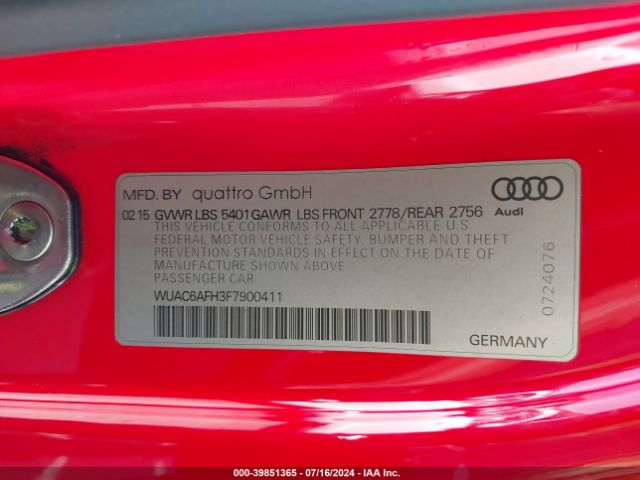 MFD. BY quattro GmbH
02 15 GVWR LBS 5401 GAWR LBS FRONT 2778/REAR 2756
Audi
THIS VEHICLE CONFORMS TO ALL APPLICABLE U S
FEDERAL MOTOR VEHICLE SAFETY, BUMPER AND THEFT
PREVENTION STANDARDS IN EFFECT ON THE DATE OF
MANUFACTURE SHOWN ABOVE
PASSENGER CAR
WUAC6AFH3F7900411
0724076
GERMANY
000-39851365 / 07/16/2024 - IAA Inc.